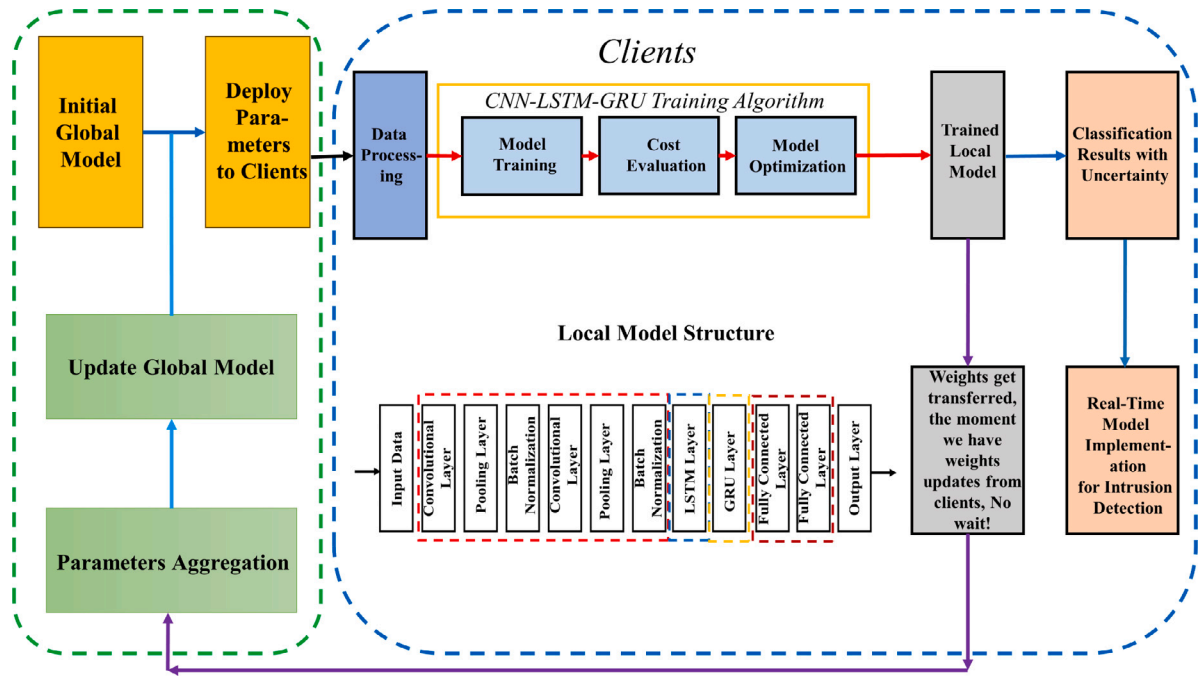 Initial
Global
Model
Deploy
Para-
meters
to Clients
Update Global Model
Parameters Aggregation
Clients
Data
Process-
ing
CNN-LSTM-GRU Training Algorithm
Model
Training
Cost
Evaluation
Model
Optimization
Trained
Local
Model
Classification
Results with
Uncertainty
Local Model Structure
Input Data
Convolutional
Layer
Pooling Layer
Batch
Normalization
Convolutional
Layer
Pooling Layer
Batch
Normalization
LSTM Layer
GRU Layer
Fully Connected
Layer
Fully Connected
Layer
Output Layer
Weights get
transferred,
the moment
we have
weights
updates from
clients, No
wait!
Real-Time
Model
Implement-
ation
for Intrusion
Detection